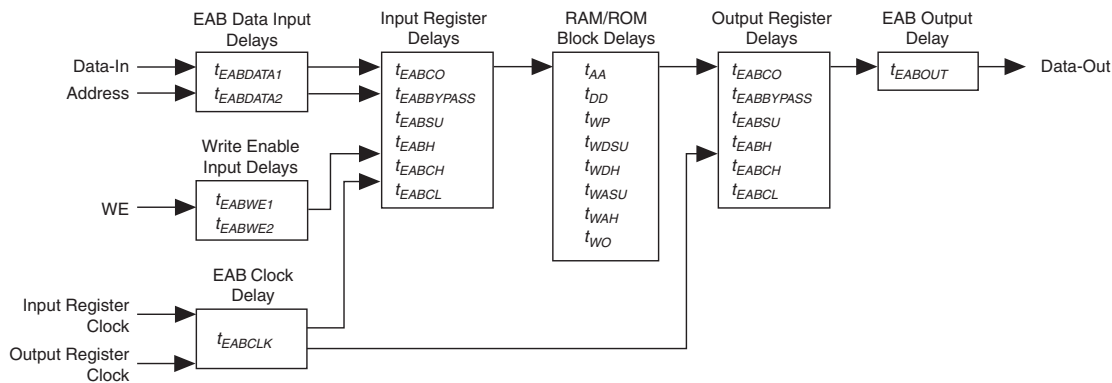 EAB Data Input
Delays
Data-In
Address
tEABDATA1
tEABDATA2
Write Enable
Input Delays
WE
tEABWE1
tEABWE2
EAB Clock
Delay
Input Register
Clock
Output Register
Clock
tEABCLK
Input Register
Delays
tEABCO
tEABBYPASS
tEABSU
tEABH
tEABCH
tEABCL
RAM/ROM
Block Delays
tAA
tDD
tWP
tWDSU
tWDH
tWASU
tWAH
tWO
Output Register
Delays
tEABCO
tEABBYPASS
tEABSU
tEABH
tEABCH
tEABCL
EAB Output
Delay
tEABOUT
Data-Out